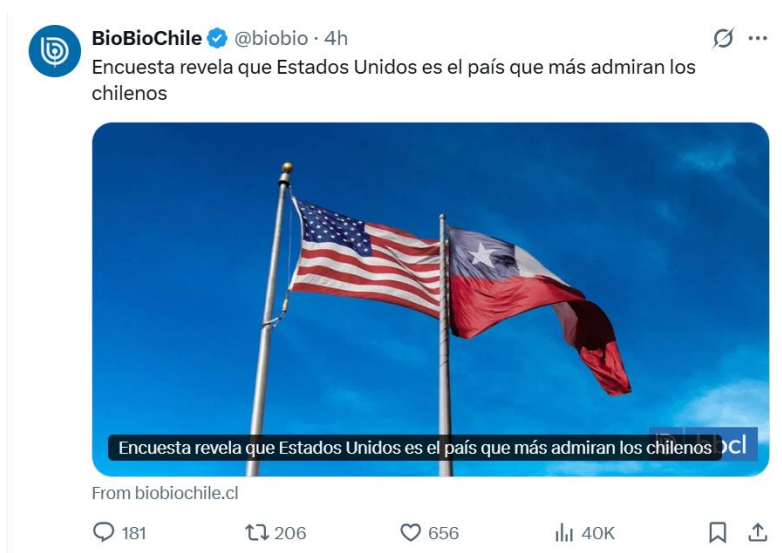 BioBioChile @biobio · 4h
Encuesta revela que Estados Unidos es el país que más admiran los
chilenos
Encuesta revela que Estados Unidos es el país que más admiran los chilenos
From biobiochile.cl
181 206 656 40K